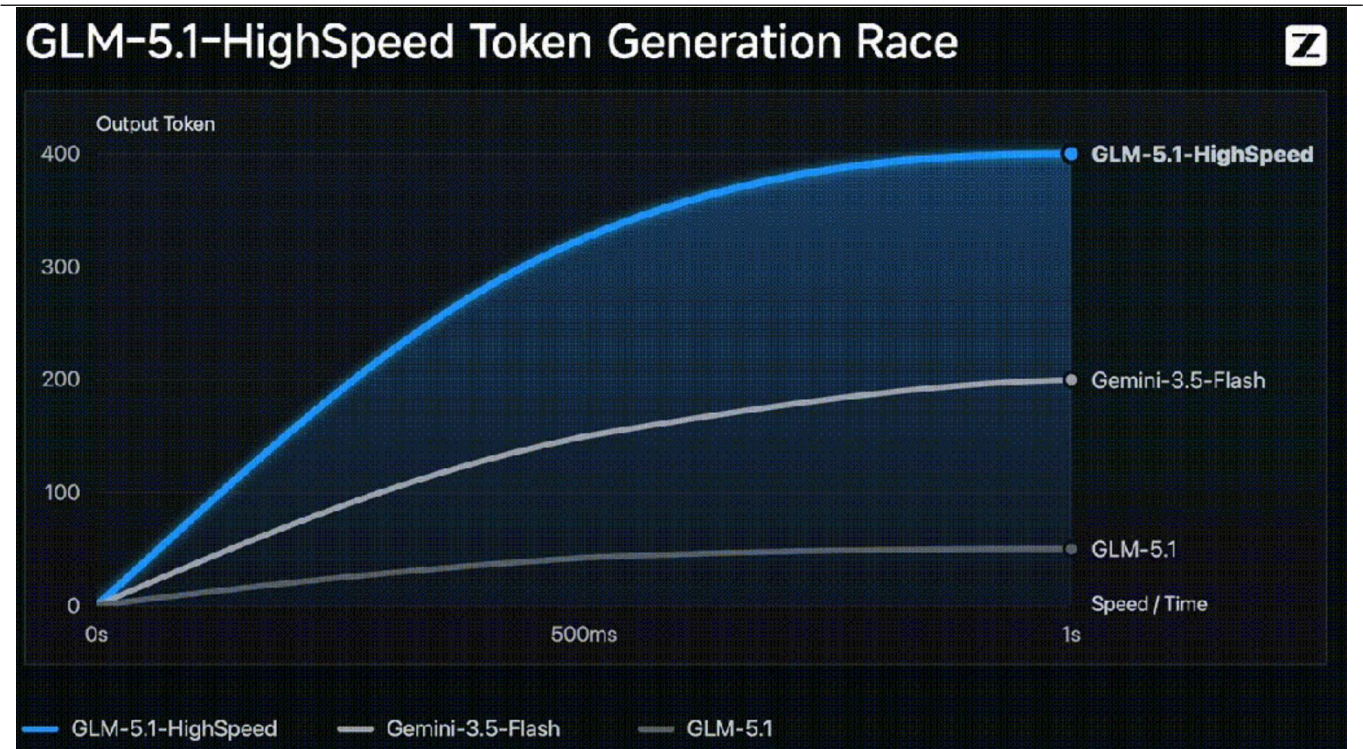 GLM-5.1-HighSpeed Token Generation Race
Z
Output Token
400
GLM-5.1-HighSpeed
300
200
Gemini-3.5-Flash
100
GLM-5.1
0
Speed / Time
0s
500ms
1s
GLM-5.1-HighSpeed
Gemini-3.5-Flash
GLM-5.1